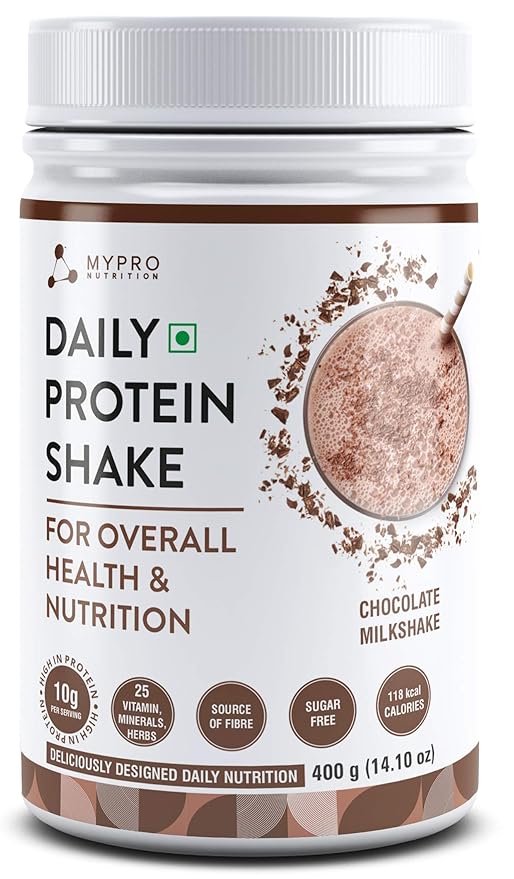 MYPRO
NUTRITION
DAILY
PROTEIN
SHAKE
FOR OVERALL
HEALTH &
NUTRITION
CHOCOLATE
MILKSHAKE
• HIGH IN PROTEIN • HIGH IN PROTEIN
10g
PER SERVING
25
VITAMIN,
MINERALS,
HERBS
SOURCE
OF FIBRE
SUGAR
FREE
118 kcal
CALORIES
DELICIOUSLY DESIGNED DAILY NUTRITION
400 g (14.10 oz)